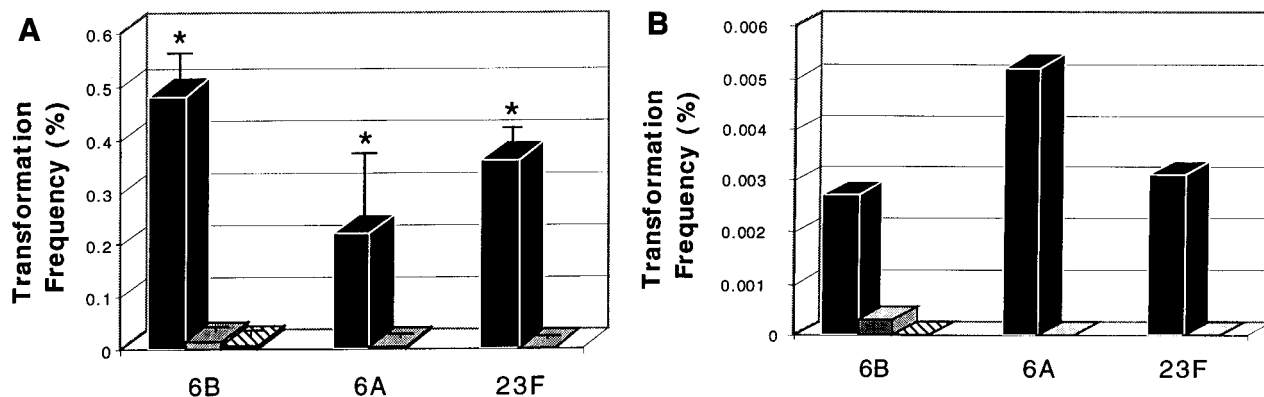 A
Transformation
Frequency (%)
0.6
0.5
0.4
0.3
0.2
0.1
0
*
*
*
6B
6A
23F
B
Transformation
Frequency (%)
0.006
0.005
0.004
0.003
0.002
0.001
0
6B
6A
23F